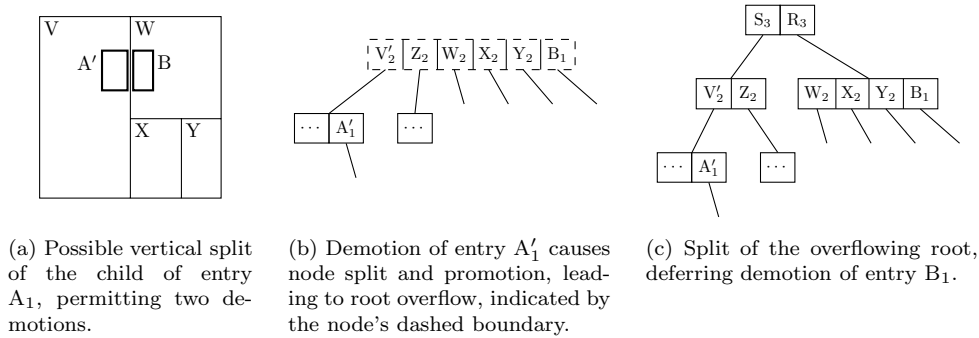 V W
A' B
X Y
V′₂ Z₂ W₂ X₂ Y₂ B₁
··· A′₁ ···
S₃ R₃
V′₂ Z₂ W₂ X₂ Y₂ B₁
··· A′₁ ···
(a) Possible vertical split
of the child of entry
A₁, permitting two de-
motions.
(b) Demotion of entry A′₁ causes
node split and promotion, lead-
ing to root overflow, indicated by
the node's dashed boundary.
(c) Split of the overflowing root,
deferring demotion of entry B₁.